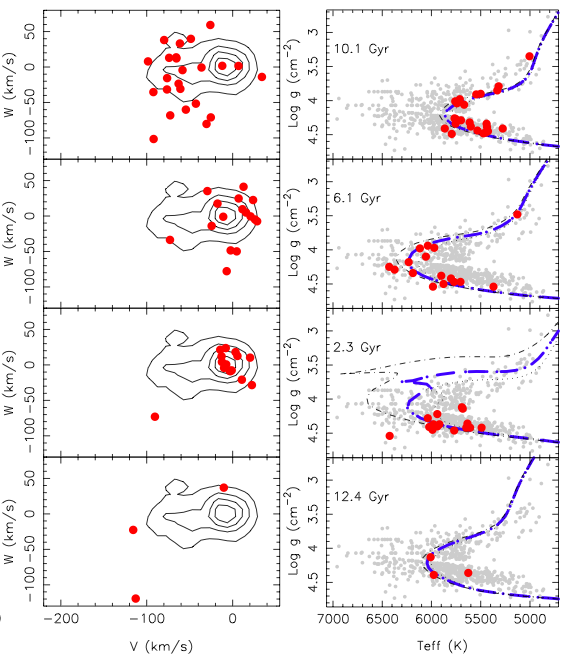 W (km/s)
50
0
−50
−100
Log g (cm⁻²)
3
3.5
4
4.5
10.1 Gyr
W (km/s)
50
0
−50
−100
Log g (cm⁻²)
3
3.5
4
4.5
6.1 Gyr
W (km/s)
50
0
−50
−100
Log g (cm⁻²)
3
3.5
4
4.5
2.3 Gyr
W (km/s)
50
0
−50
−100
Log g (cm⁻²)
3
3.5
4
4.5
12.4 Gyr
−200 −100 0
V (km/s)
7000 6000 5000
Teff (K)